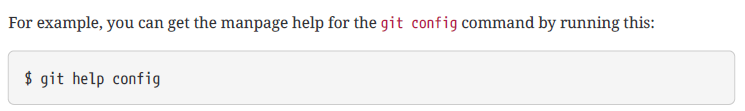 For example, you can get the manpage help for the git config command by running this:
$ git help config